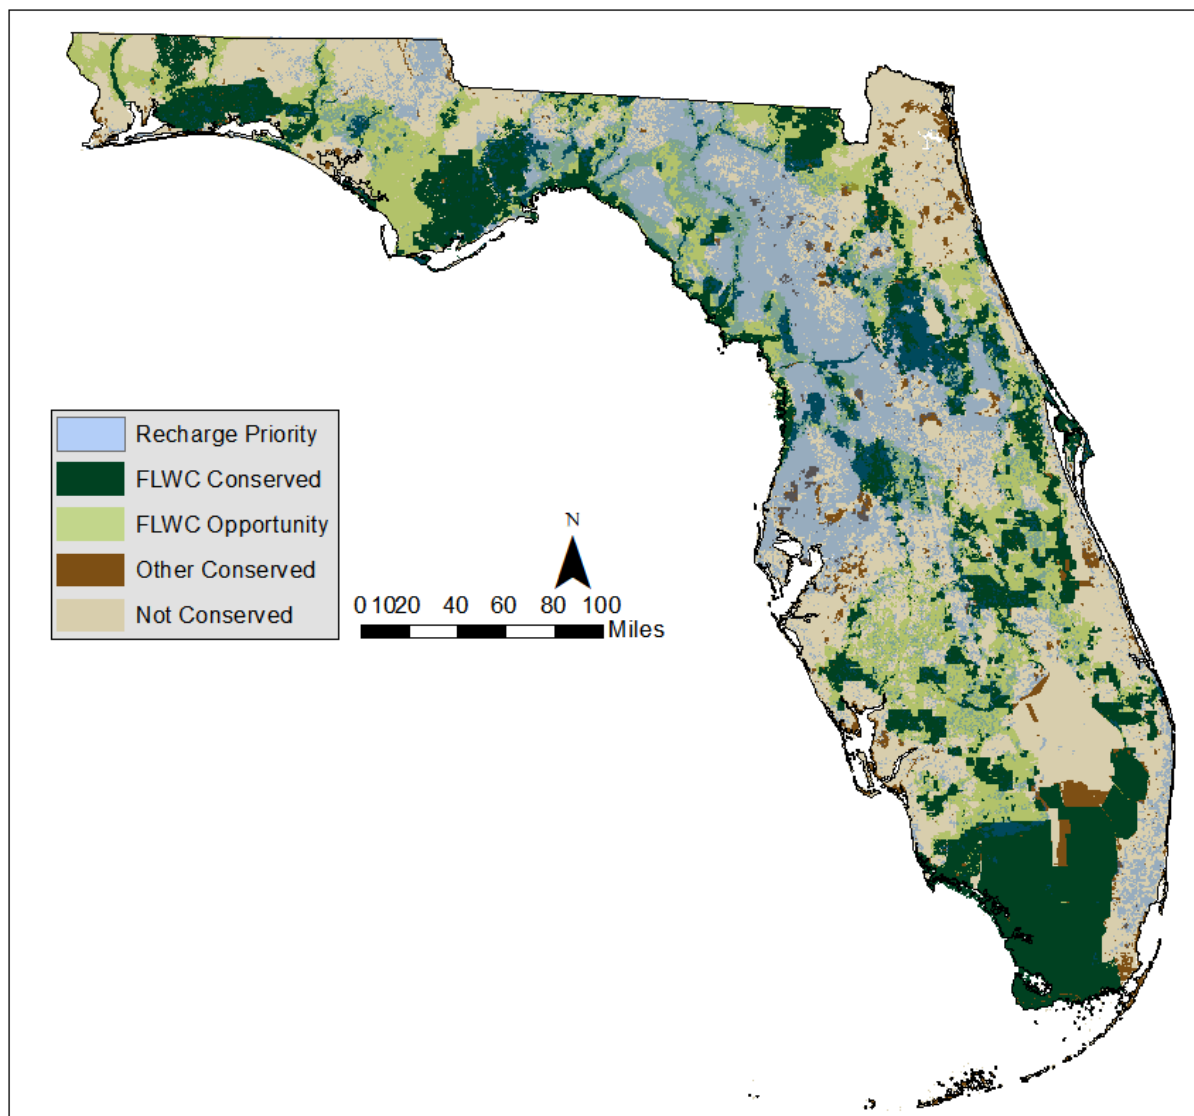 Recharge Priority
FLWC Conserved
FLWC Opportunity
Other Conserved
Not Conserved
N
0 10 20 40 60 80 100
Miles